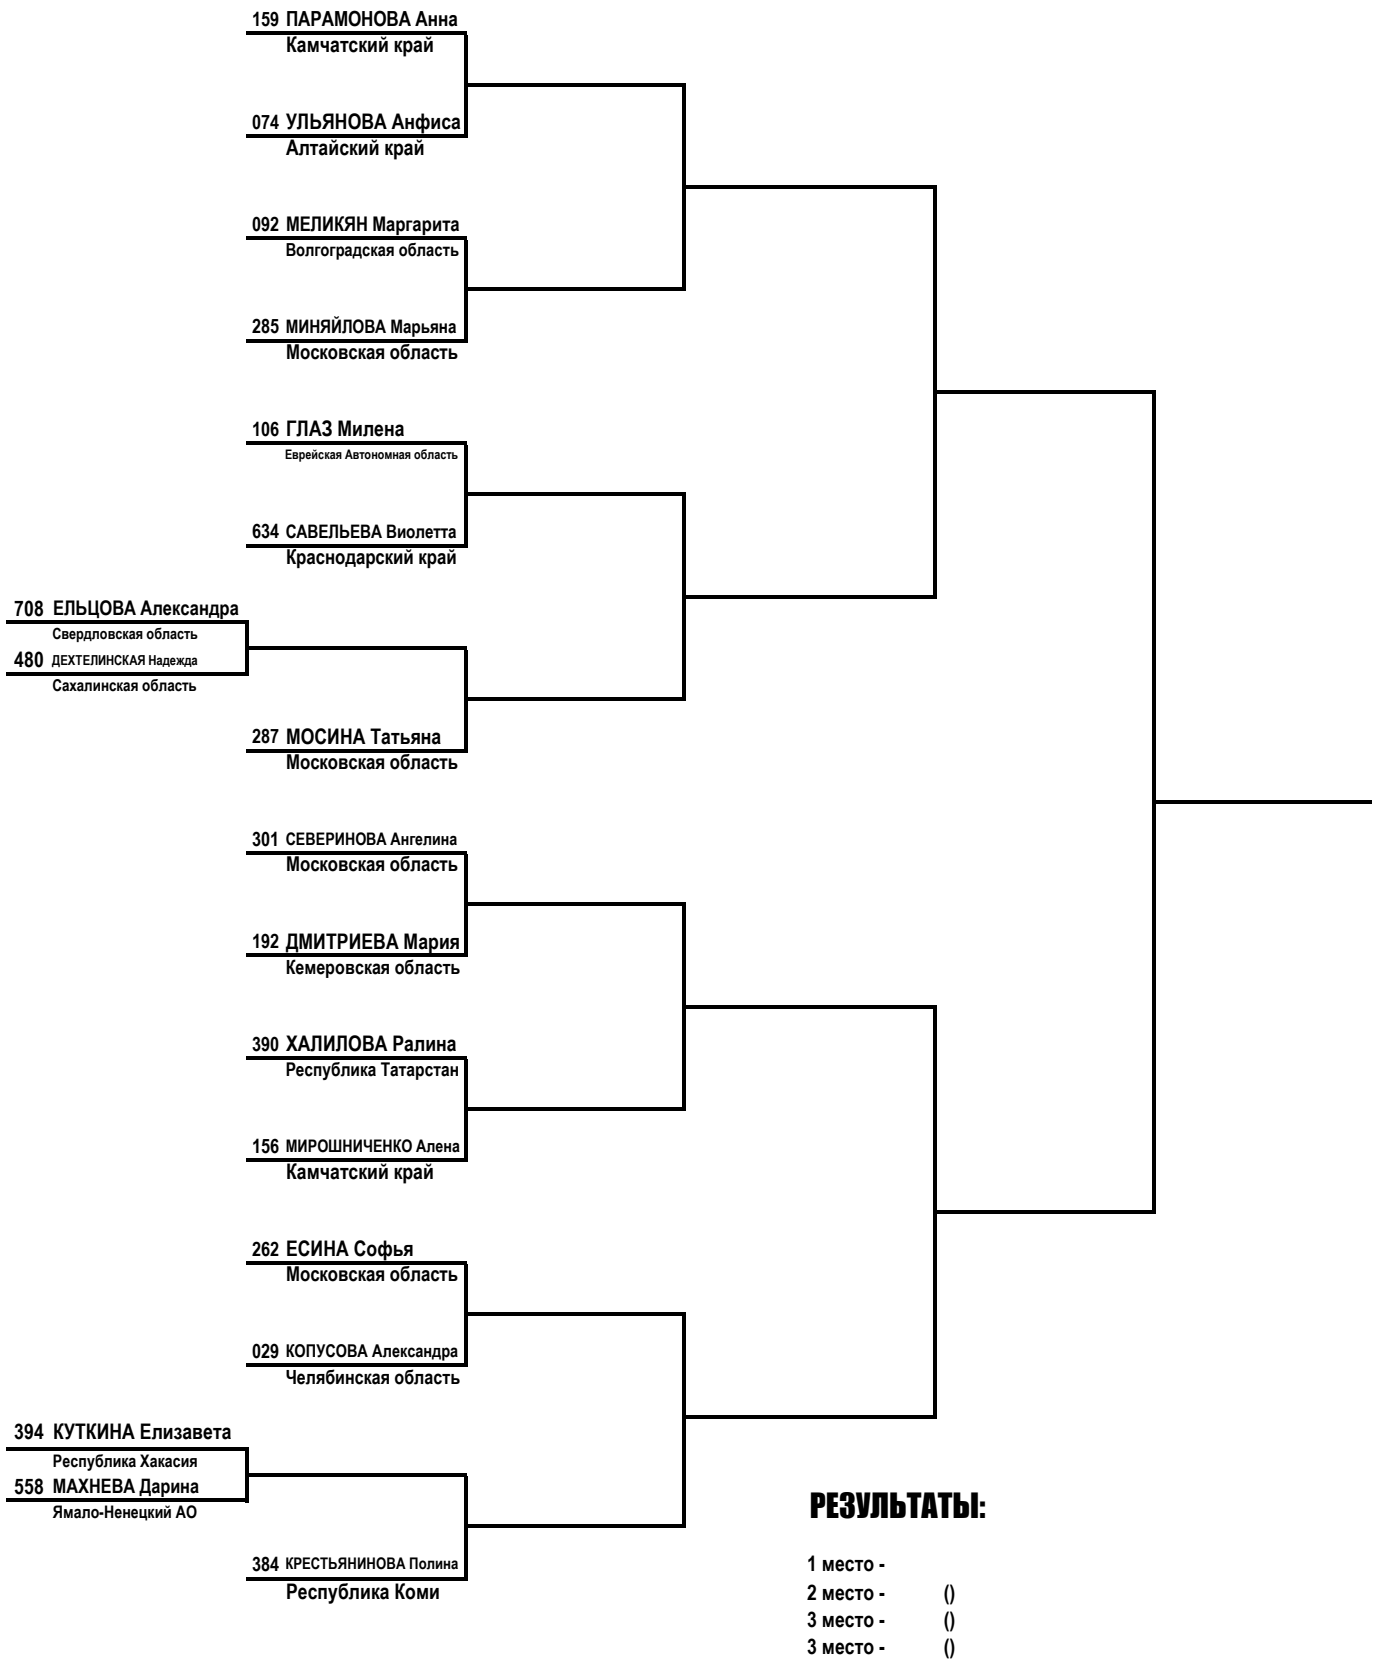 159 ПАРАМОНОВА Анна
Камчатский край
074 УЛЬЯНОВА Анфиса
Алтайский край
092 МЕЛИКЯН Маргарита
Волгоградская область
285 МИНЯЙЛОВА Марьяна
Московская область
106 ГЛАЗ Милена
Еврейская Автономная область
634 САВЕЛЬЕВА Виолетта
Краснодарский край
708 ЕЛЬЦОВА Александра
Свердловская область
480 ДЕХТЕЛИНСКАЯ Надежда
Сахалинская область
287 МОСИНА Татьяна
Московская область
301 СЕВЕРИНОВА Ангелина
Московская область
192 ДМИТРИЕВА Мария
Кемеровская область
390 ХАЛИЛОВА Ралина
Республика Татарстан
156 МИРОШНИЧЕНКО Алена
Камчатский край
262 ЕСИНА Софья
Московская область
029 КОПУСОВА Александра
Челябинская область
394 КУТКИНА Елизавета
Республика Хакасия
558 МАХНЕВА Дарина
Ямало-Ненецкий АО
384 КРЕСТЬЯНИНОВА Полина
Республика Коми
РЕЗУЛЬТАТЫ:
1 место -
2 место - ()
3 место - ()
3 место - ()